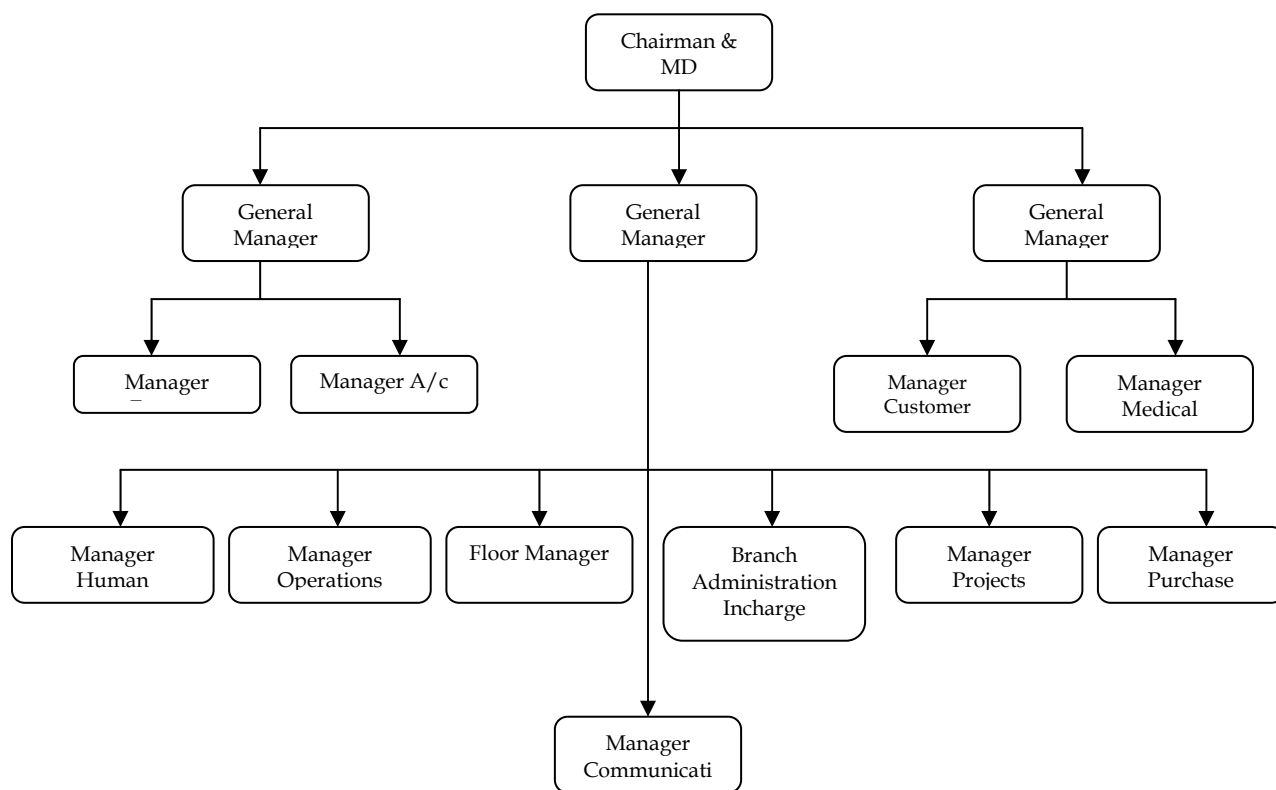 Chairman &
MD
General
Manager
General
Manager
General
Manager
Manager
Manager A/c
Manager
Customer
Manager
Medical
Manager
Human
Manager
Operations
Floor Manager
Branch
Administration
Incharge
Manager
Projects
Manager
Purchase
Manager
Communicati